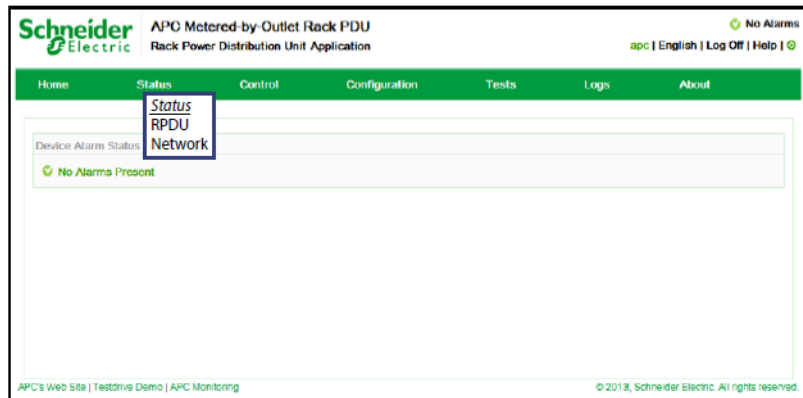 Schneider Electric
APC Metered-by-Outlet Rack PDU
Rack Power Distribution Unit Application
No Alarms
apc | English | Log Off | Help |
Home Status Control Configuration Tests Logs About
Status
RPDU
Network
Device Alarm Status
No Alarms Present
APC's Web Site | Testdrive Demo | APC Monitoring
© 2013, Schneider Electric. All rights reserved.